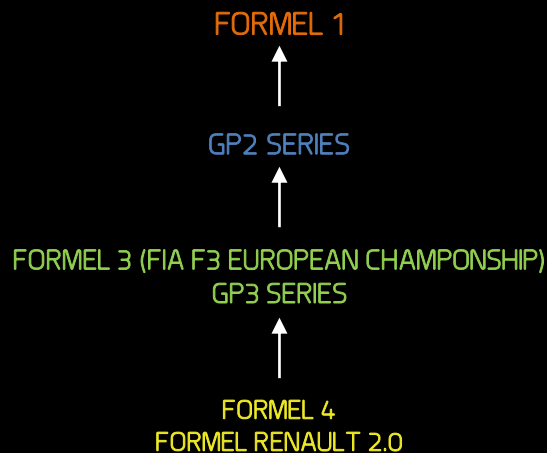 FORMEL 1
GP2 SERIES
FORMEL 3 (FIA F3 EUROPEAN CHAMPONSHIP)
GP3 SERIES
FORMEL 4
FORMEL RENAULT 2.0